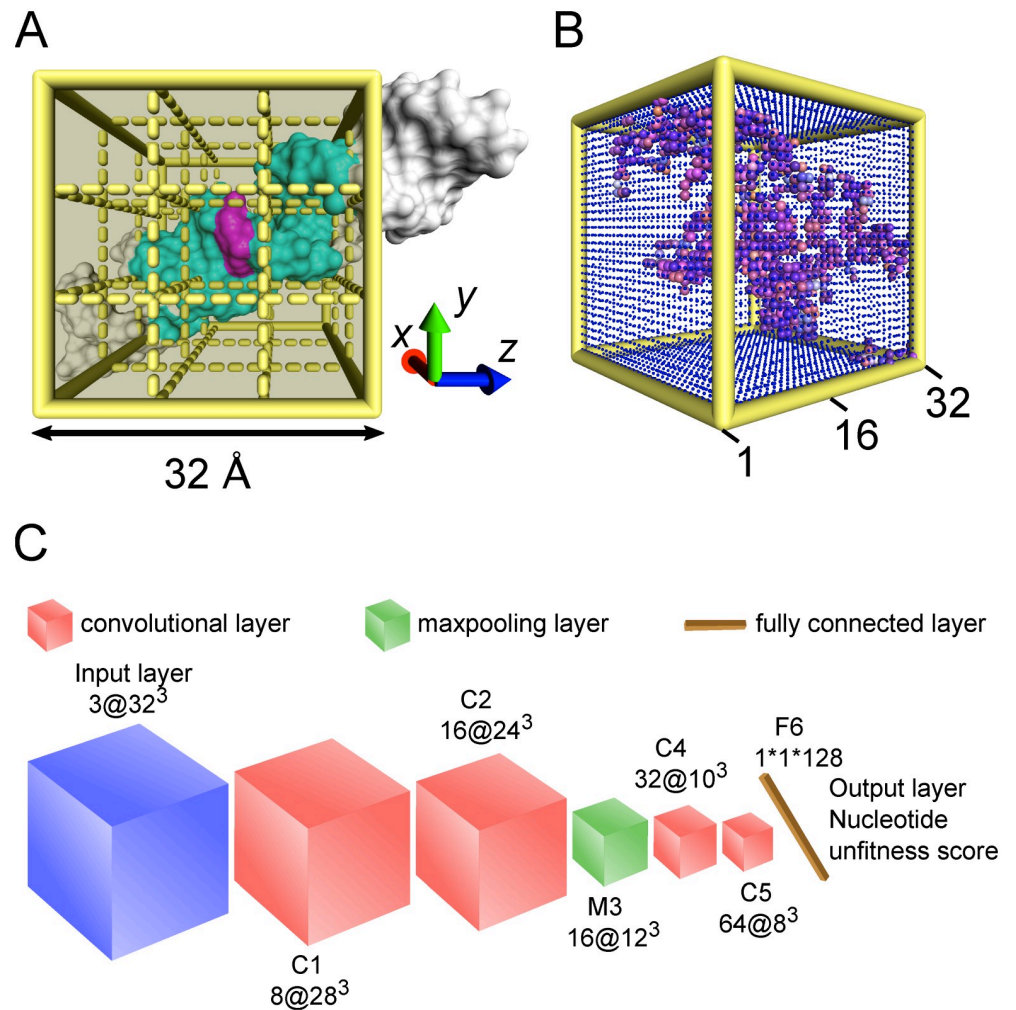 A
B
y
x
z
32 Å
1
16
32
C
convolutional layer
maxpooling layer
fully connected layer
Input layer
3@32³
C1
8@28³
C2
16@24³
M3
16@12³
C4
32@10³
C5
64@8³
F6
1*1*128
Output layer
Nucleotide
unfitness score